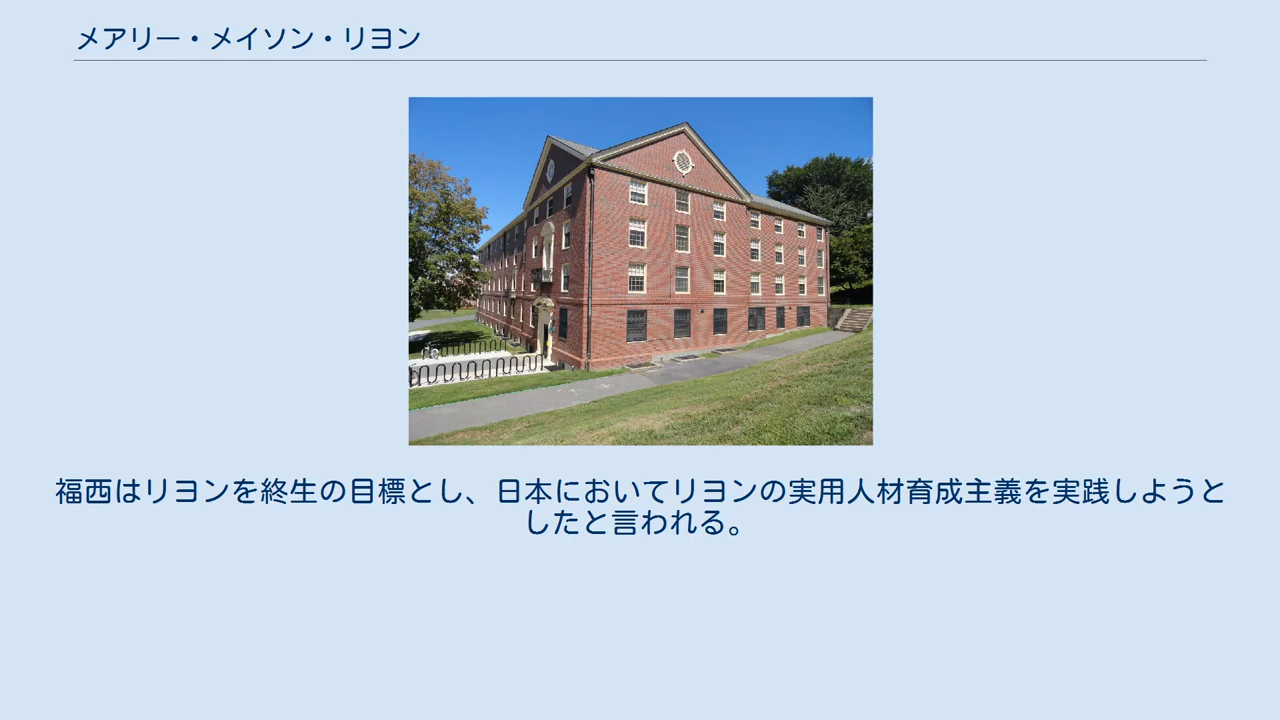 メアリー・メイソン・リヨン
福西はリヨンを終生の目標とし、日本においてリヨンの実用人材育成主義を実践しようと
したと言われる。